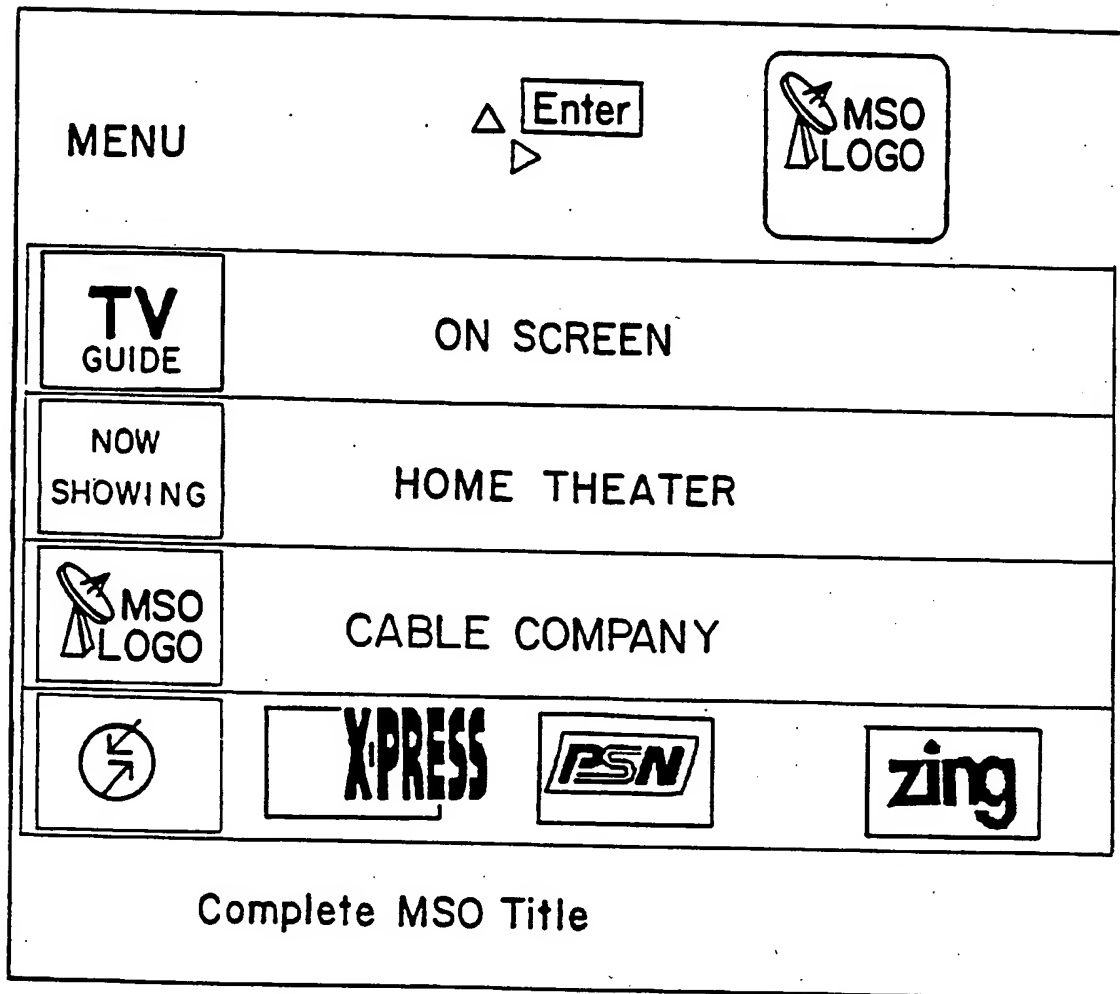 MENU
Enter
MSO
LOGO
TV
GUIDE
ON SCREEN
NOW
SHOWING
HOME THEATER
MSO
LOGO
CABLE COMPANY
X•PRESS
PSN
zing
Complete MSO Title